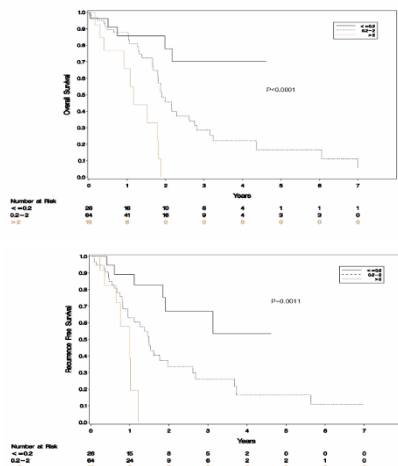 1.0
0.9
0.8
0.7
0.6
0.5
0.4
0.3
0.2
0.1
0.0
Overall Survival
<=0.2
0.2-2
>2
P<0.0001
0 1 2 3 4 5 6 7
Years
Number at Risk
<=0.2 26 16 10 6 4 1 1 1
0.2-2 64 41 16 9 4 3 3 0
>2 0 0 0 0 0 0
1.0
0.9
0.8
0.7
0.6
0.5
0.4
0.3
0.2
0.1
0.0
Recurrence Free Survival
<=0.2
0.2-2
>2
P=0.0011
0 1 2 3 4 5 6 7
Years
Number at Risk
<=0.2 26 15 8 5 2 0 0 0
0.2-2 64 24 9 6 2 2 1 0